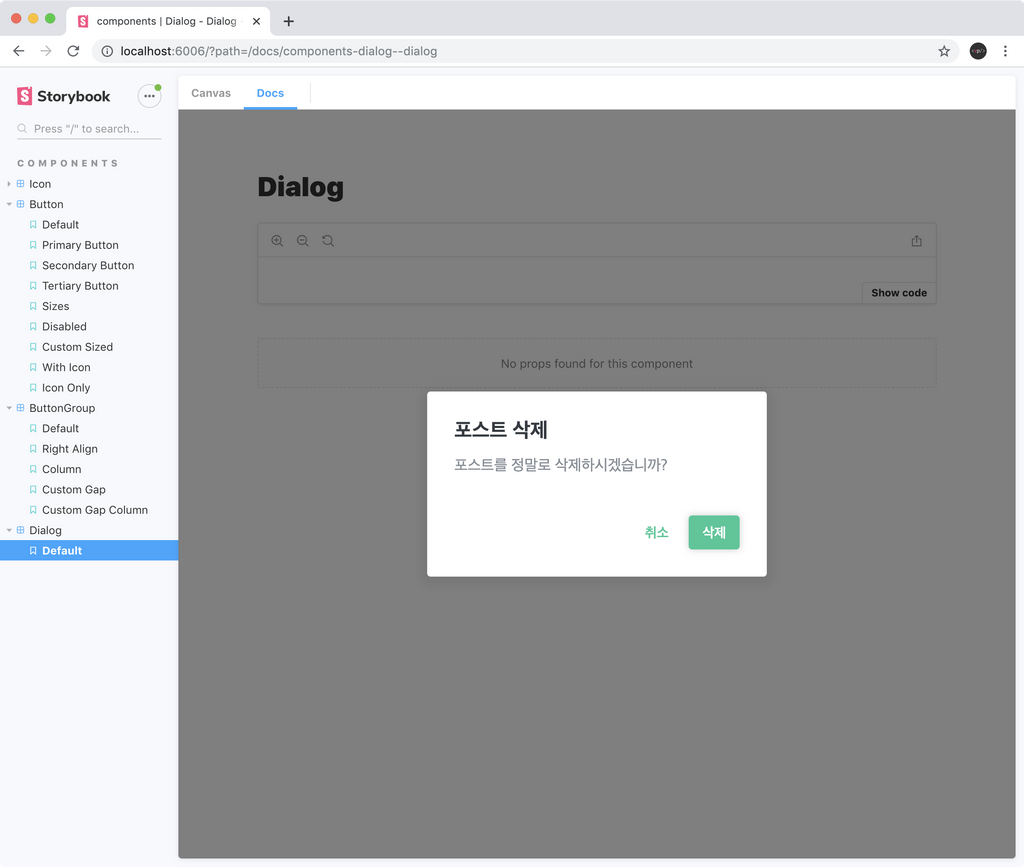 components | Dialog - Dialog
localhost:6006/?path=/docs/components-dialog--dialog
Storybook
Press "/" to search...
COMPONENTS
Icon
Button
Default
Primary Button
Secondary Button
Tertiary Button
Sizes
Disabled
Custom Sized
With Icon
Icon Only
ButtonGroup
Default
Right Align
Column
Custom Gap
Custom Gap Column
Dialog
Default
Canvas
Docs
Dialog
Show code
No props found for this component
포스트 삭제
포스트를 정말로 삭제하시겠습니까?
취소
삭제